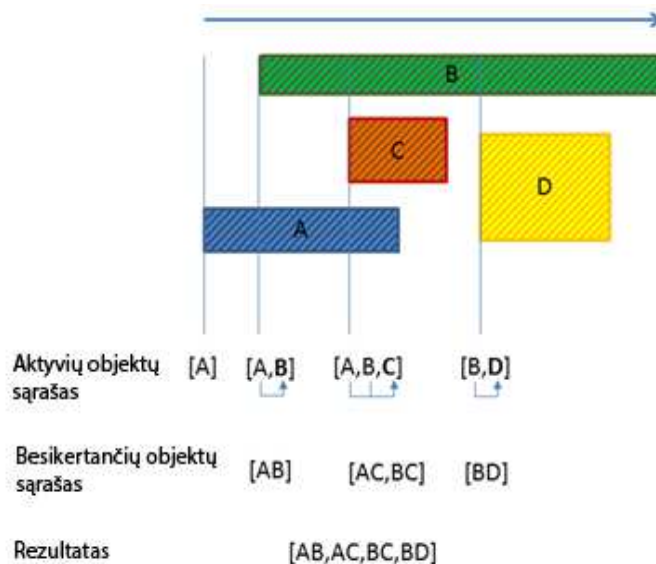 B
C
D
A
Aktyvių objektų sąrašas [A] [A,B] [A,B,C] [B,D]
Besikertančių objektų sąrašas [AB] [AC,BC] [BD]
Rezultatas [AB,AC,BC,BD]